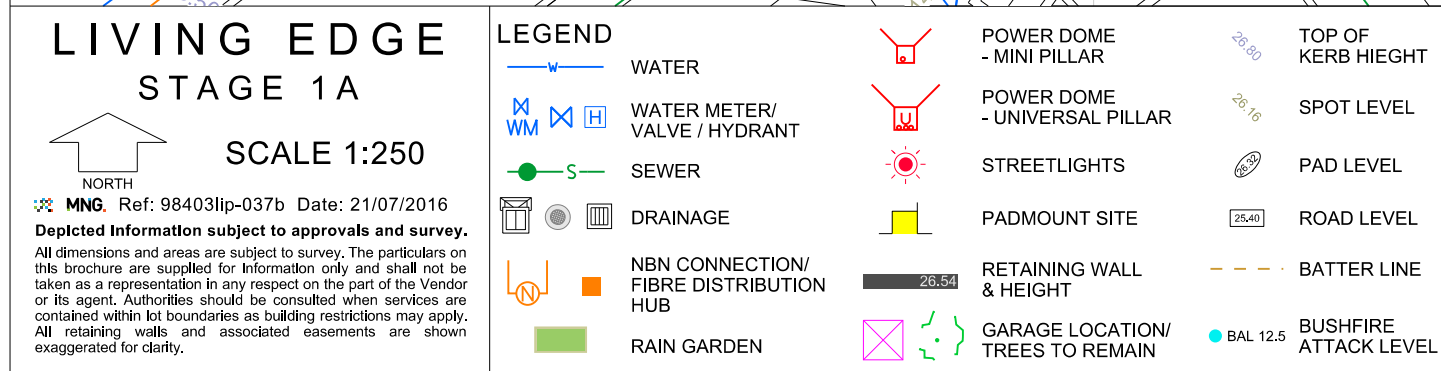 LIVING EDGE
STAGE 1A
SCALE 1:250
NORTH
MNG. Ref: 98403lip-037b Date: 21/07/2016
Depicted Information subject to approvals and survey.
All dimensions and areas are subject to survey. The particulars on
this brochure are supplied for information only and shall not be
taken as a representation in any respect on the part of the Vendor
or its agent. Authorities should be consulted when services are
contained within lot boundaries as building restrictions may apply.
All retaining walls and associated easements are shown
exaggerated for clarity.
LEGEND
W
WATER
WM H
WATER METER/
VALVE / HYDRANT
S
SEWER
DRAINAGE
N
NBN CONNECTION/
FIBRE DISTRIBUTION
HUB
RAIN GARDEN
POWER DOME
- MINI PILLAR
U
POWER DOME
- UNIVERSAL PILLAR
STREETLIGHTS
PADMOUNT SITE
26.54
RETAINING WALL
& HEIGHT
GARAGE LOCATION/
TREES TO REMAIN
26.80
TOP OF
KERB HIEGHT
26.16
SPOT LEVEL
26.32
PAD LEVEL
25.40
ROAD LEVEL
BATTER LINE
BAL 12.5
BUSHFIRE
ATTACK LEVEL